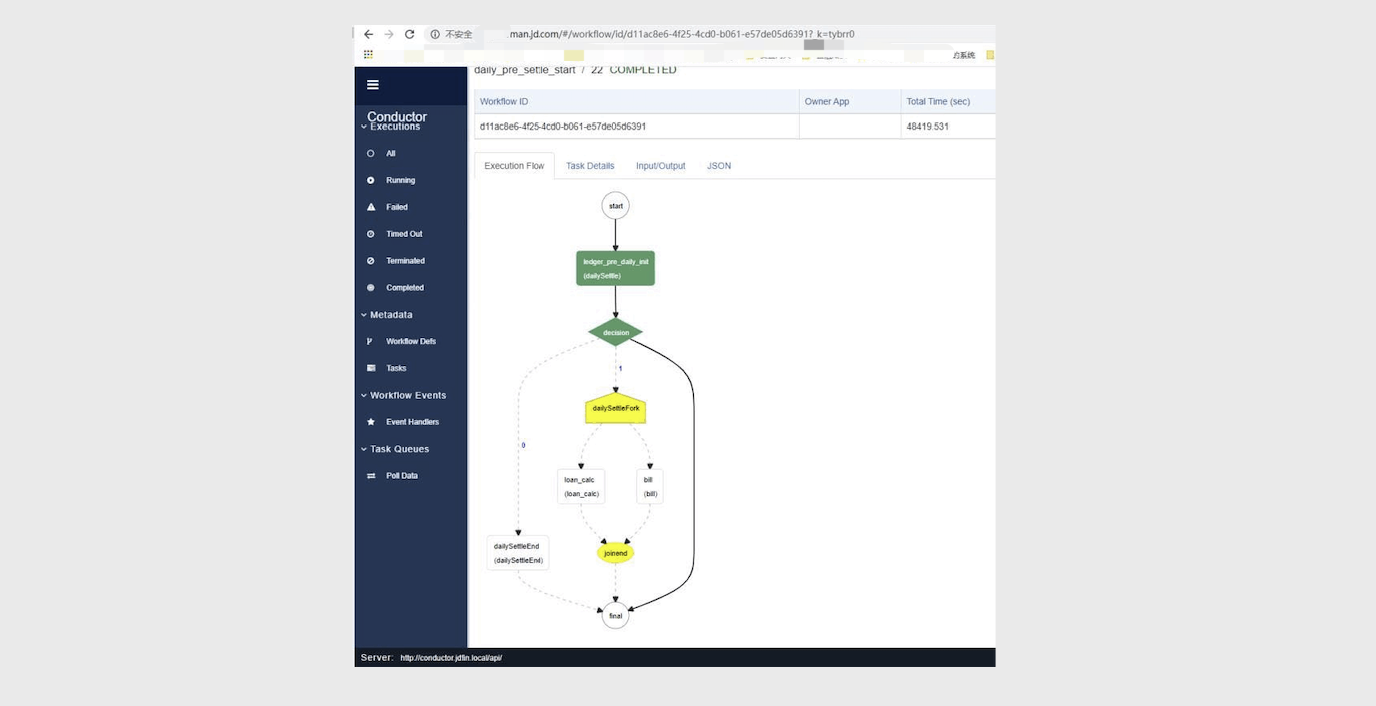 不安全 man.jd.com/#/workflow/id/d11ac8e6-4f25-4cd0-b061-e57de05d6391?_k=tybrr0
的系统
daily_pre_settle_start / 22 COMPLETED
Conductor
Executions
All
Running
Failed
Timed Out
Terminated
Completed
Metadata
Workflow Defs
Tasks
Workflow Events
Event Handlers
Task Queues
Poll Data
Workflow ID Owner App Total Time (sec)
d11ac8e6-4f25-4cd0-b061-e57de05d6391 48419.531
Execution Flow Task Details Input/Output JSON
start
ledger_pre_daily_init
(dailySettle)
decision
1
dailySettleFork
0
loan_calc
(loan_calc)
bill
(bill)
dailySettleEnd
(dailySettleEnd)
joinend
final
Server: http://conductor.jdfin.local/api/